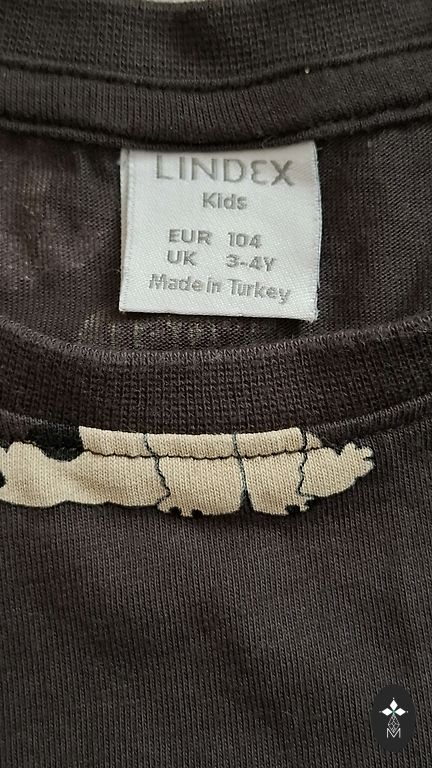 LINDEX
Kids
EUR 104
UK 3-4Y
Made in Turkey
M